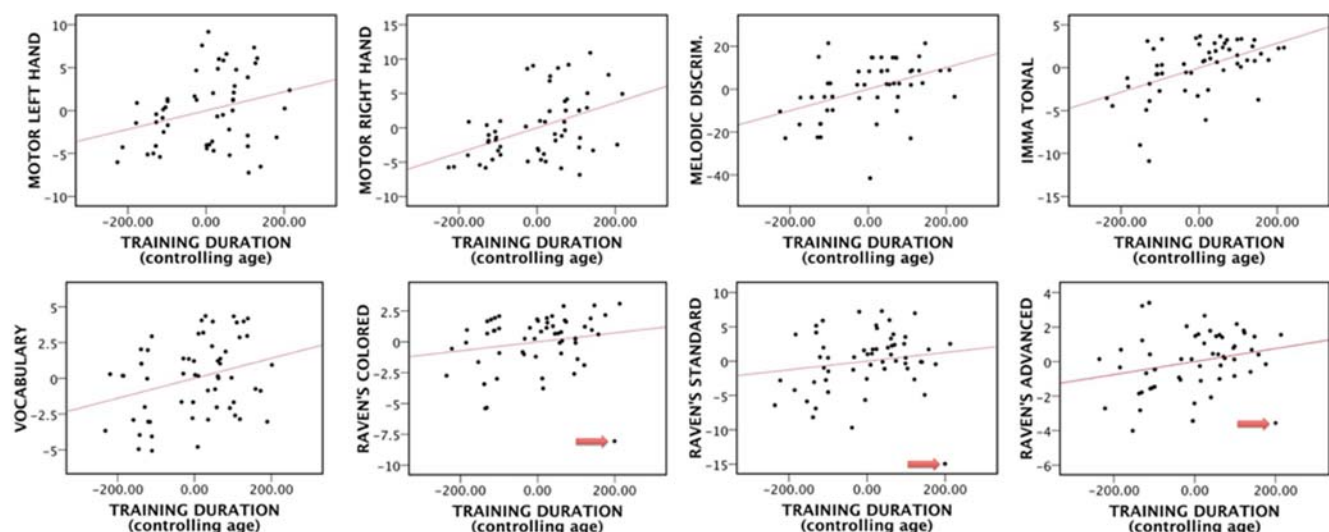 MOTOR LEFT HAND
10
5
0
-5
-10
-200.00 0.00 200.00
TRAINING DURATION
(controlling age)
MOTOR RIGHT HAND
15
10
5
0
-5
-10
-200.00 0.00 200.00
TRAINING DURATION
(controlling age)
MELODIC DISCRIM.
20
0
-20
-40
-200.00 0.00 200.00
TRAINING DURATION
(controlling age)
IMMA TONAL
5
0
-5
-10
-15
-200.00 0.00 200.00
TRAINING DURATION
(controlling age)
VOCABULARY
5
2.5
0
-2.5
-5
-200.00 0.00 200.00
TRAINING DURATION
(controlling age)
RAVEN'S COLORED
2.5
0
-2.5
-5
-7.5
-10
-200.00 0.00 200.00
TRAINING DURATION
(controlling age)
RAVEN'S STANDARD
10
5
0
-5
-10
-15
-200.00 0.00 200.00
TRAINING DURATION
(controlling age)
RAVEN'S ADVANCED
4
2
0
-2
-4
-6
-200.00 0.00 200.00
TRAINING DURATION
(controlling age)